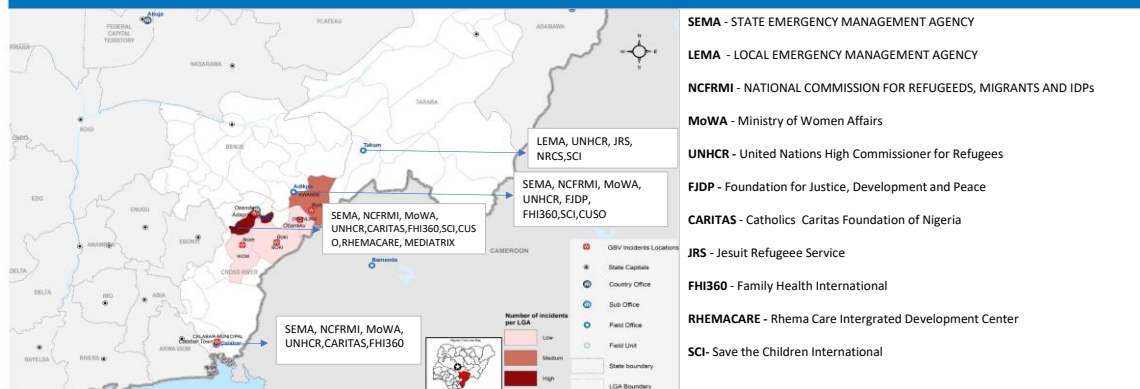 Abuja
FEDERAL
CAPITAL
TERRITORY
PLATEAU
ADAMAWA
NASARAWA
KOGI
TARABA
BENUE
Takum
Adikpo
KWANDE
EDO
ENUGU
EBONYI
Ikom
IKOM
Boki
BOKI
CROSS RIVER
CAMEROON
Bamenda
DELTA
DELTA
IMO
ABIA
CALABAR-MUNICIPAL
Calabar
AKWA IBOM
BAYELSA
RIVERS
LEMA, UNHCR, JRS,
NRCS,SCI
SEMA, NCFRMI, MoWA,
UNHCR, FJDP,
FHI360,SCI,CUSO
SEMA, NCFRMI, MoWA,
UNHCR,CARITAS,FHI360,SCI,CUS
O,RHEMACARE, MEDIATRIX
SEMA, NCFRMI, MoWA,
UNHCR,CARITAS,FHI360
GBV Incidents Locations
State Capitals
Country Office
Sub Office
Field Office
Field Unit
State boundary
LGA Boundary
Number of incidents
per LGA
Low
Medium
High
SEMA - STATE EMERGENCY MANAGEMENT AGENCY
LEMA - LOCAL EMERGENCY MANAGEMENT AGENCY
NCFRMI - NATIONAL COMMISSION FOR REFUGEEDS, MIGRANTS AND IDPs
MoWA - Ministry of Women Affairs
UNHCR - United Nations High Commissioner for Refugees
FJDP - Foundation for Justice, Development and Peace
CARITAS - Catholics Caritas Foundation of Nigeria
JRS - Jesuit Refugeee Service
FHI360 - Family Health International
RHEMACARE - Rhema Care Intergrated Development Center
SCI- Save the Children International